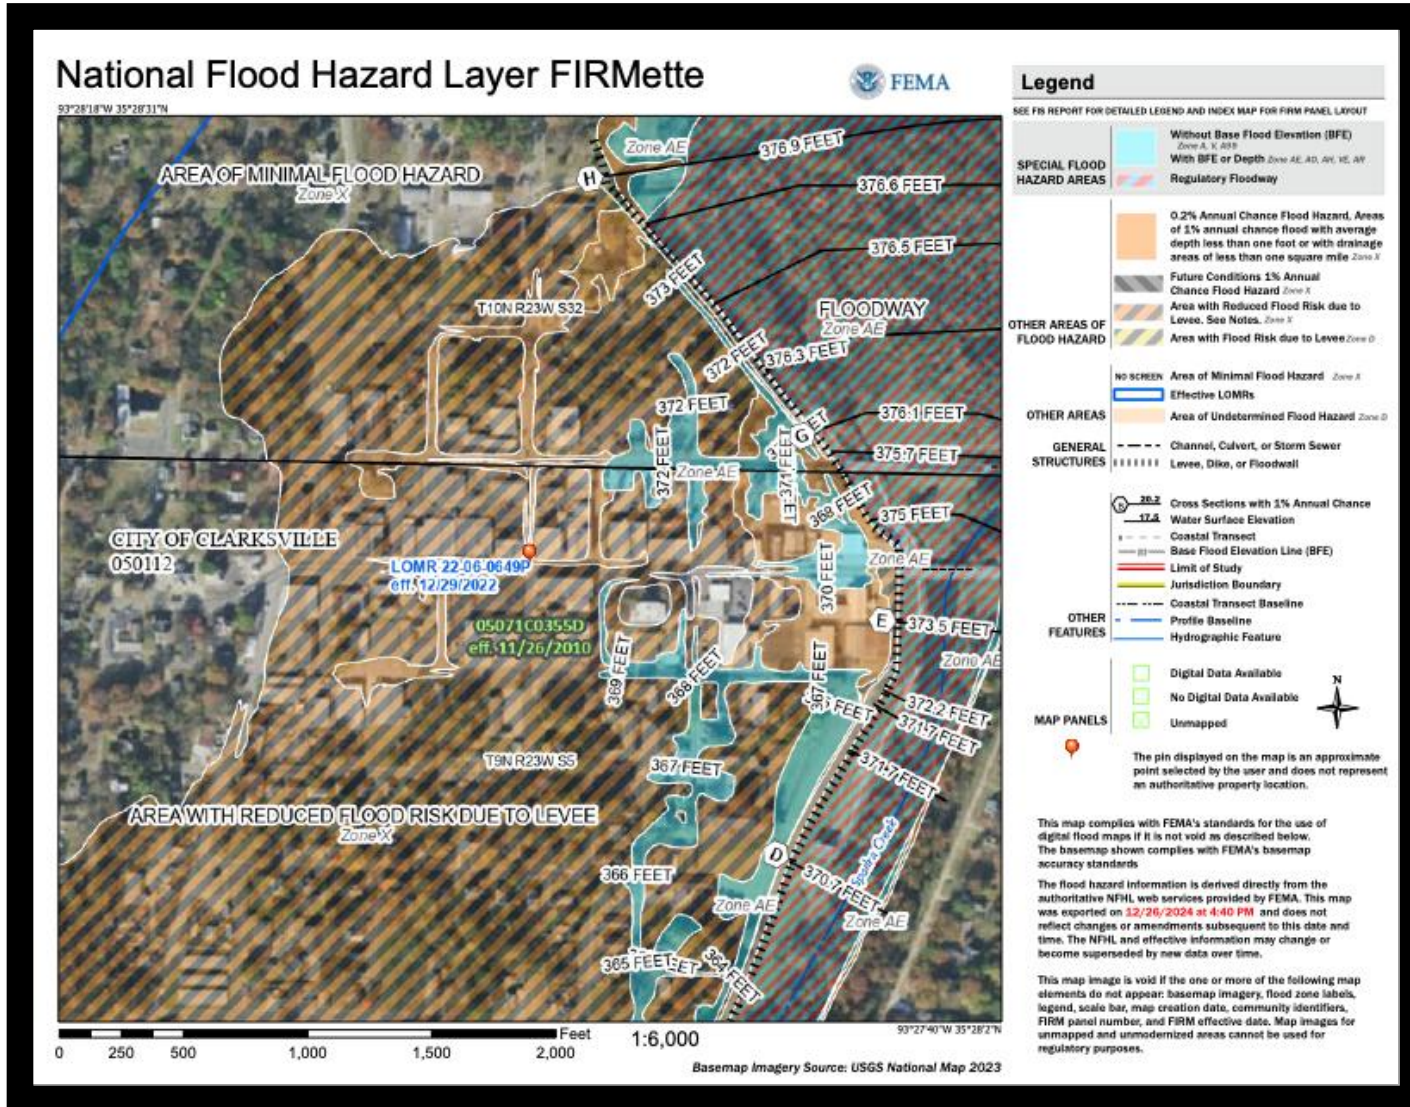 National Flood Hazard Layer FIRMette
FEMA
93°28'18"W 35°28'31"N
AREA OF MINIMAL FLOOD HAZARD
Zone X
Zone AE
H
376.9 FEET
376.6 FEET
376.5 FEET
373 FEET
T10N R23W S32
FLOODWAY
Zone AE
372 FEET
376.3 FEET
372 FEET
376.1 FEET
G
372 FEET
Zone AE
371 FEET
375.7 FEET
368 FEET
375 FEET
CITY OF CLARKSVILLE
050112
LOMR 22-06-0649P
eff. 12/29/2022
Zone AE
370 FEET
05071C0355D
eff. 11/26/2010
E
373.5 FEET
369 FEET
368 FEET
367 FEET
Zone AE
372.2 FEET
371.7 FEET
T9N R23W S5
367 FEET
371.7 FEET
AREA WITH REDUCED FLOOD RISK DUE TO LEVEE
Zone X
D
Spadra Creek
366 FEET
370.7 FEET
Zone AE
Zone AE
365 FEET
364 FEET
93°27'40"W 35°28'2"N
Feet
0 250 500 1,000 1,500 2,000
1:6,000
Basemap Imagery Source: USGS National Map 2023
Legend
SEE FIS REPORT FOR DETAILED LEGEND AND INDEX MAP FOR FIRM PANEL LAYOUT
SPECIAL FLOOD
HAZARD AREAS
Without Base Flood Elevation (BFE)
Zone A, V, A99
With BFE or Depth Zone AE, AO, AH, VE, AR
Regulatory Floodway
OTHER AREAS OF
FLOOD HAZARD
0.2% Annual Chance Flood Hazard, Areas
of 1% annual chance flood with average
depth less than one foot or with drainage
areas of less than one square mile Zone X
Future Conditions 1% Annual
Chance Flood Hazard Zone X
Area with Reduced Flood Risk due to
Levee. See Notes. Zone X
Area with Flood Risk due to Levee Zone D
OTHER AREAS
NO SCREEN Area of Minimal Flood Hazard Zone X
Effective LOMRs
Area of Undetermined Flood Hazard Zone D
GENERAL
STRUCTURES
Channel, Culvert, or Storm Sewer
Levee, Dike, or Floodwall
OTHER
FEATURES
20.2 Cross Sections with 1% Annual Chance
17.5 Water Surface Elevation
Coastal Transect
Base Flood Elevation Line (BFE)
Limit of Study
Jurisdiction Boundary
Coastal Transect Baseline
Profile Baseline
Hydrographic Feature
MAP PANELS
Digital Data Available
No Digital Data Available
Unmapped
N
The pin displayed on the map is an approximate
point selected by the user and does not represent
an authoritative property location.
This map complies with FEMA's standards for the use of
digital flood maps if it is not void as described below.
The basemap shown complies with FEMA's basemap
accuracy standards
The flood hazard information is derived directly from the
authoritative NFHL web services provided by FEMA. This map
was exported on 12/26/2024 at 4:40 PM and does not
reflect changes or amendments subsequent to this date and
time. The NFHL and effective information may change or
become superseded by new data over time.
This map image is void if the one or more of the following map
elements do not appear: basemap imagery, flood zone labels,
legend, scale bar, map creation date, community identifiers,
FIRM panel number, and FIRM effective date. Map images for
unmapped and unmodernized areas cannot be used for
regulatory purposes.